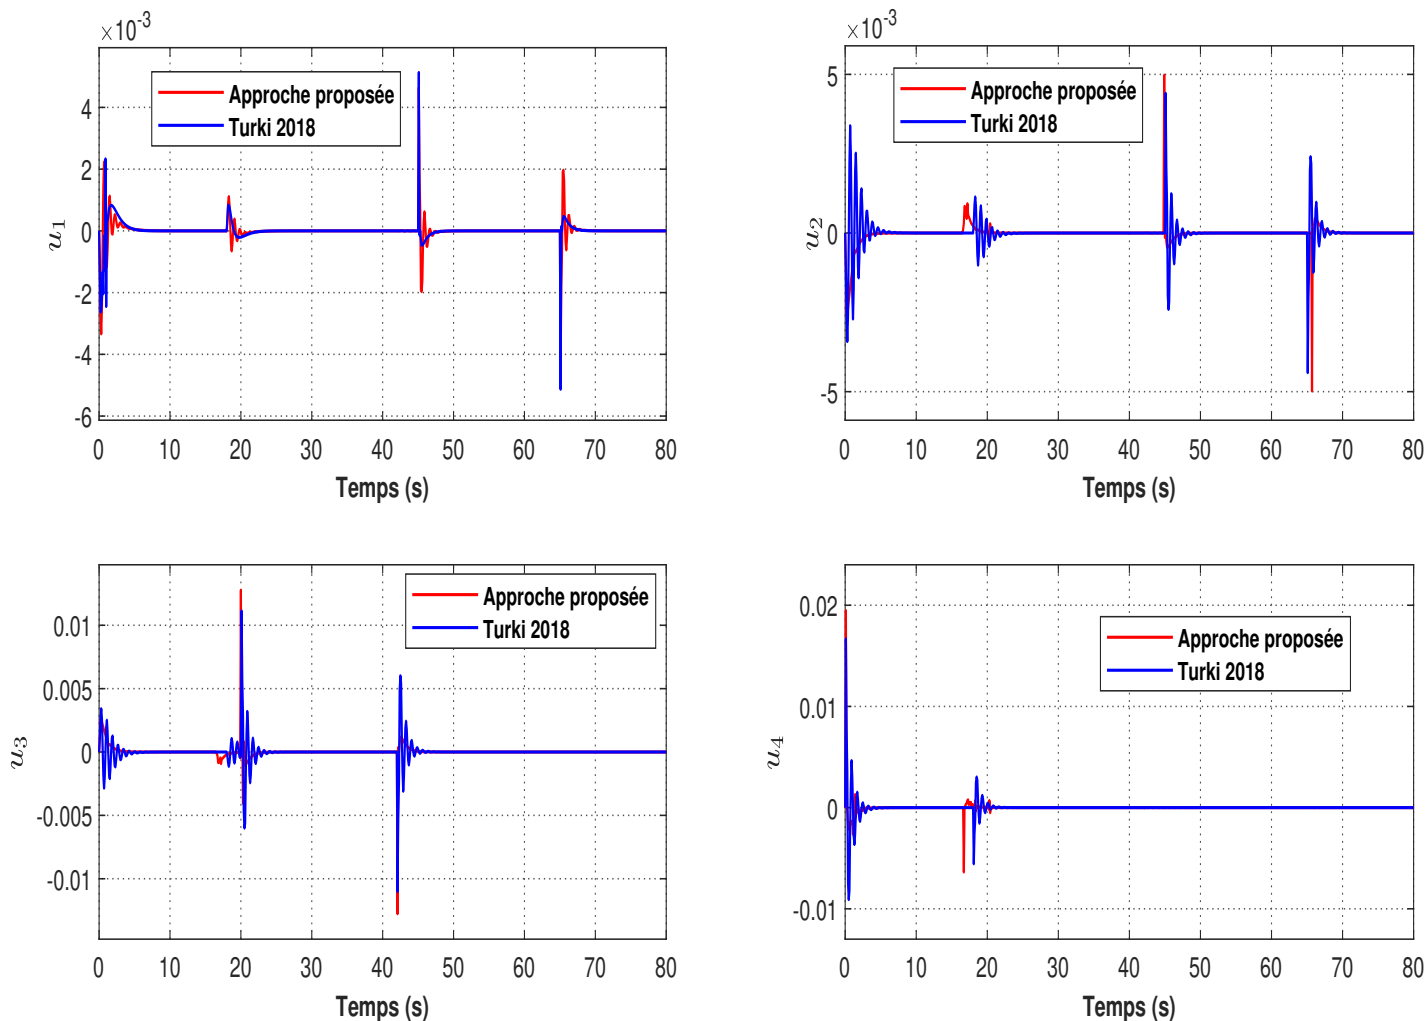 ×10⁻³
u₁
4
2
0
-2
-4
-6
0 10 20 30 40 50 60 70 80
Temps (s)
Approche proposée
Turki 2018
×10⁻³
u₂
5
0
-5
0 10 20 30 40 50 60 70 80
Temps (s)
Approche proposée
Turki 2018
u₃
0.01
0.005
0
-0.005
-0.01
0 10 20 30 40 50 60 70 80
Temps (s)
Approche proposée
Turki 2018
u₄
0.02
0.01
0
-0.01
0 10 20 30 40 50 60 70 80
Temps (s)
Approche proposée
Turki 2018